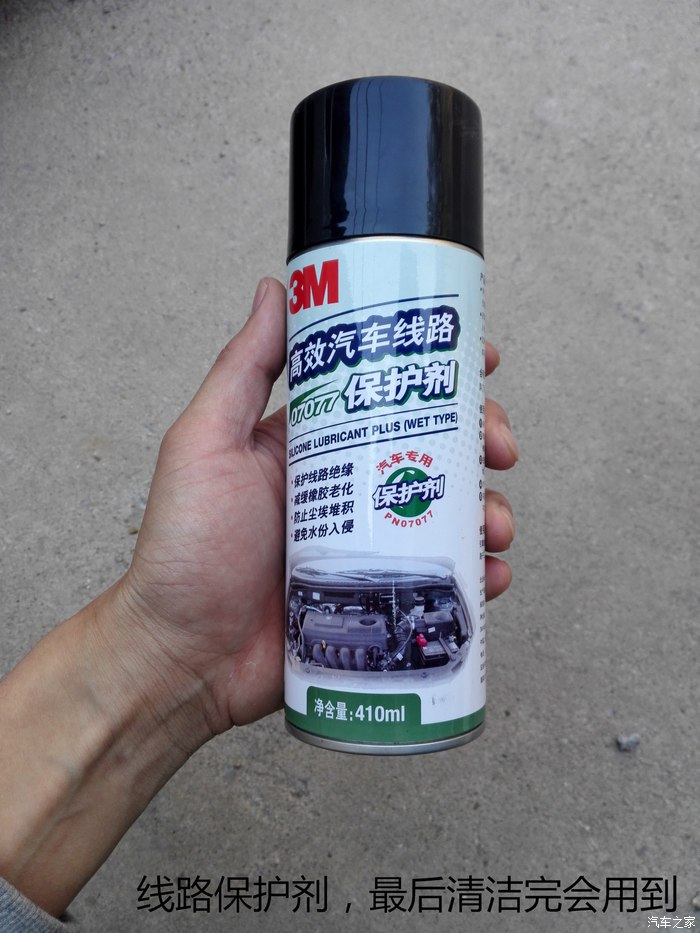 3M
高效汽车线路
07077 保护剂
SILICONE LUBRICANT PLUS (WET TYPE)
·保护线路绝缘
·减缓橡胶老化
·防止尘埃堆积
·避免水份入侵
汽车专用
保护剂
PN07077
净含量:410ml
线路保护剂，最后清洁完会用到
汽车之家